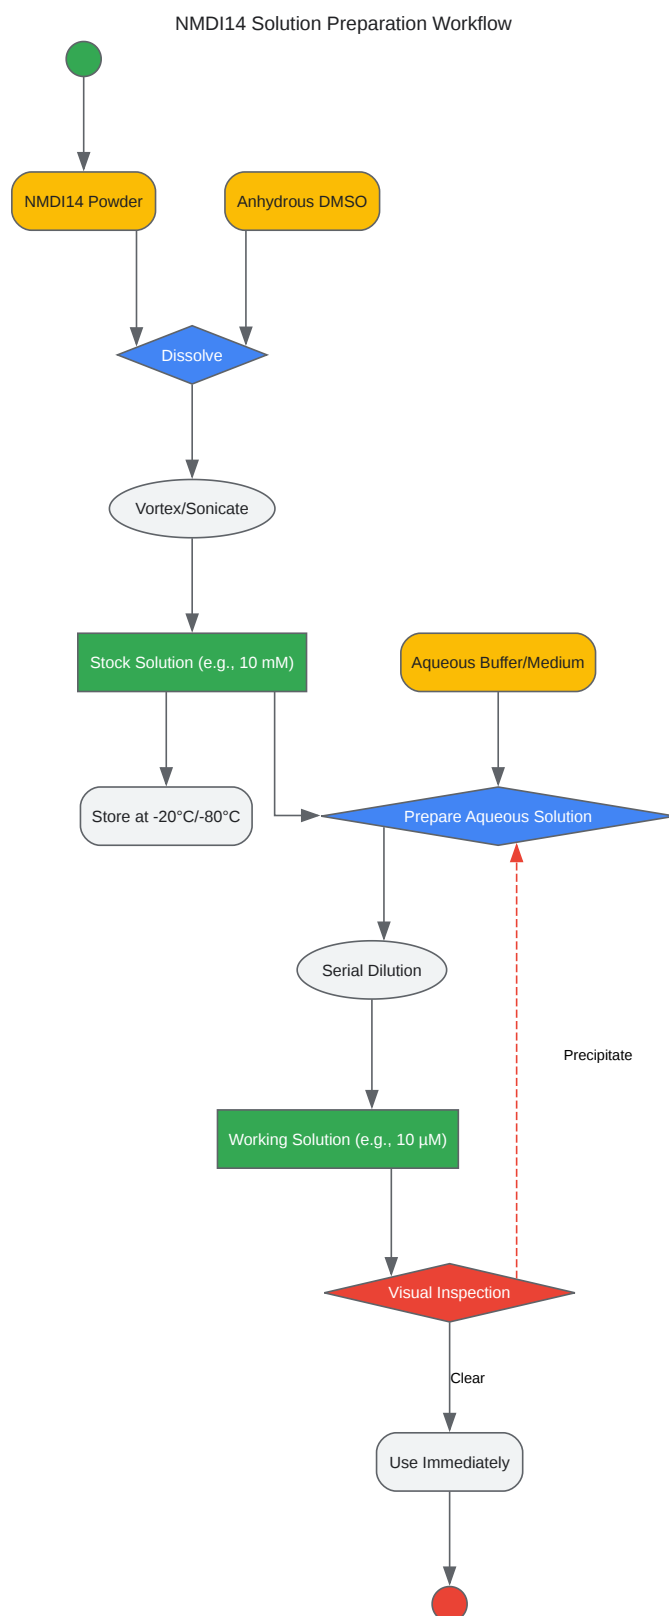 NMDI14 Solution Preparation Workflow
NMDI14 Powder
Anhydrous DMSO
Dissolve
Vortex/Sonicate
Stock Solution (e.g., 10 mM)
Aqueous Buffer/Medium
Store at -20°C/-80°C
Prepare Aqueous Solution
Serial Dilution
Precipitate
Working Solution (e.g., 10 µM)
Visual Inspection
Clear
Use Immediately